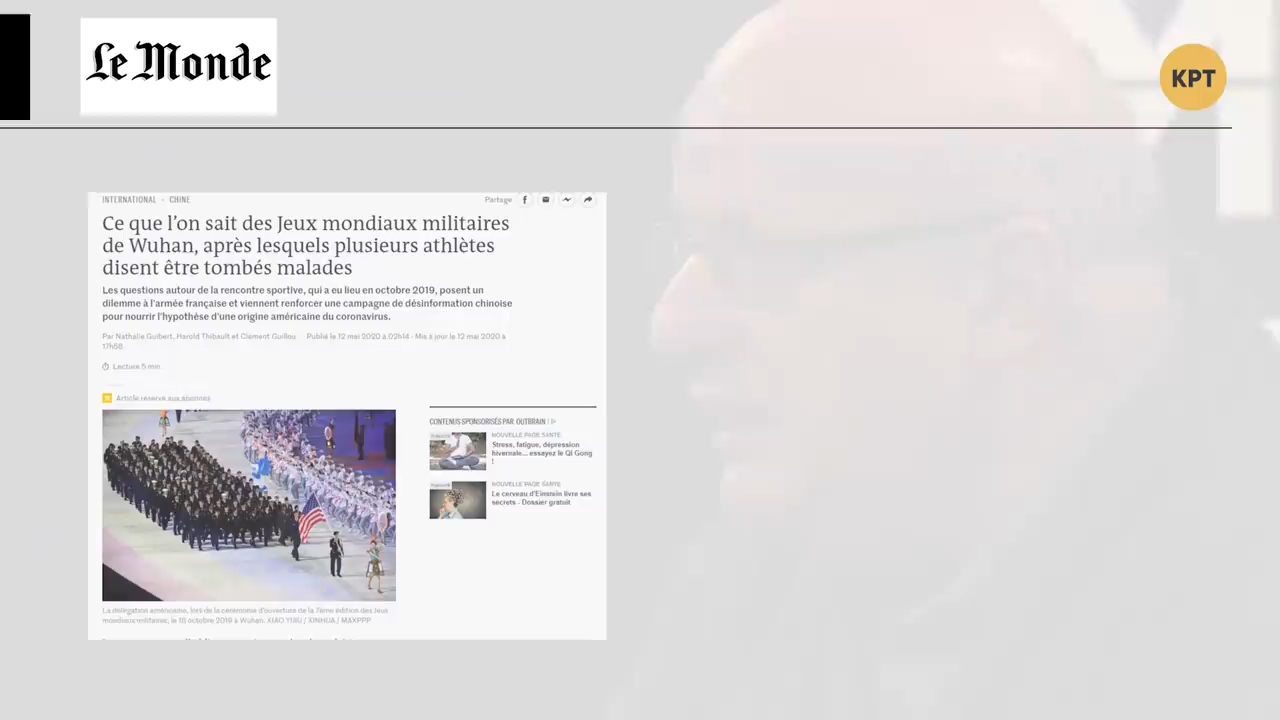 Le Monde
KPT
INTERNATIONAL • CHINE
Partage
Ce que l'on sait des Jeux mondiaux militaires
de Wuhan, après lesquels plusieurs athlètes
disent être tombés malades
Les questions autour de la rencontre sportive, qui a eu lieu en octobre 2019, posent un
dilemme à l'armée française et viennent renforcer une campagne de désinformation chinoise
pour nourrir l'hypothèse d'une origine américaine du coronavirus.
Par Nathalie Guibert, Harold Thibault et Clément Guillou Publié le 12 mai 2020 à 02h14 - Mis à jour le 12 mai 2020 à
17h58
Lecture 5 min.
Article réservé aux abonnés
CONTENUS SPONSORISÉS PAR OUTBRAIN
NOUVELLE PAGE SANTE
Stress, fatigue, dépression
hivernale... essayez le Qi Gong
!
NOUVELLE PAGE SANTE
Le cerveau d'Einstein livre ses
secrets - Dossier gratuit
La délégation américaine, lors de la cérémonie d'ouverture de la 7ème édition des Jeux
mondiaux militaires, le 18 octobre 2019 à Wuhan. XIAO YIJIU / XINHUA / MAXPPP